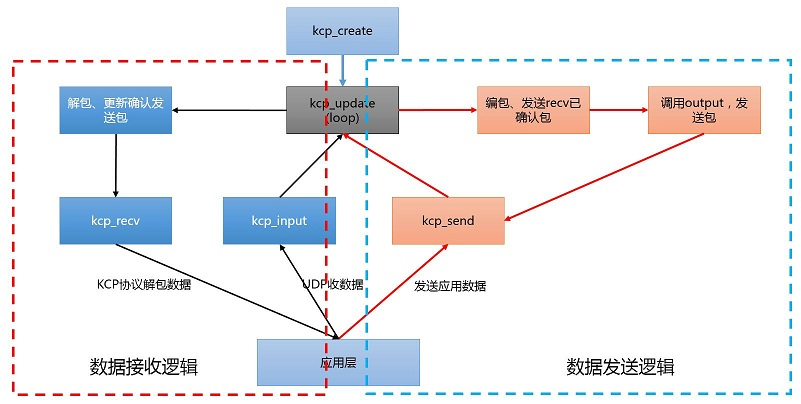 kcp_create
解包、更新确认发
送包
kcp_update
(loop)
编包、发送recv已
确认包
调用output，发
送包
kcp_recv
kcp_input
kcp_send
KCP协议解包数据
UDP收数据
发送应用数据
数据接收逻辑
应用层
数据发送逻辑